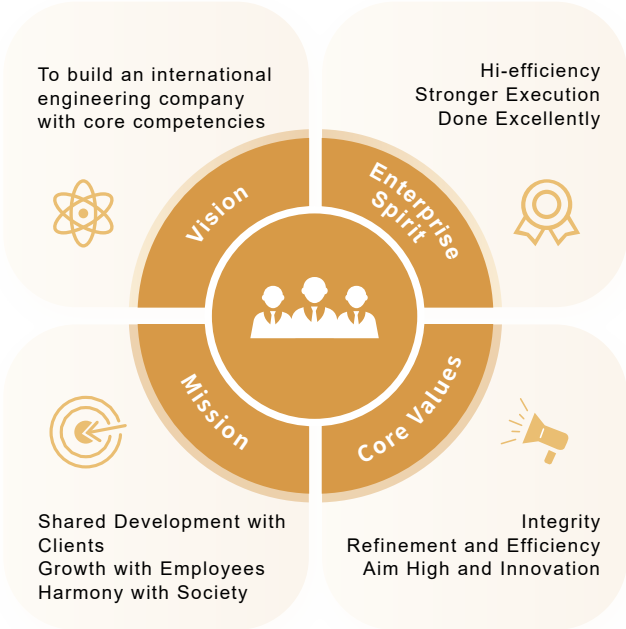 To build an international
engineering company
with core competencies
Vision
Hi-efficiency
Stronger Execution
Done Excellently
Enterprise
Spirit
Mission
Shared Development with
Clients
Growth with Employees
Harmony with Society
Core Values
Integrity
Refinement and Efficiency
Aim High and Innovation